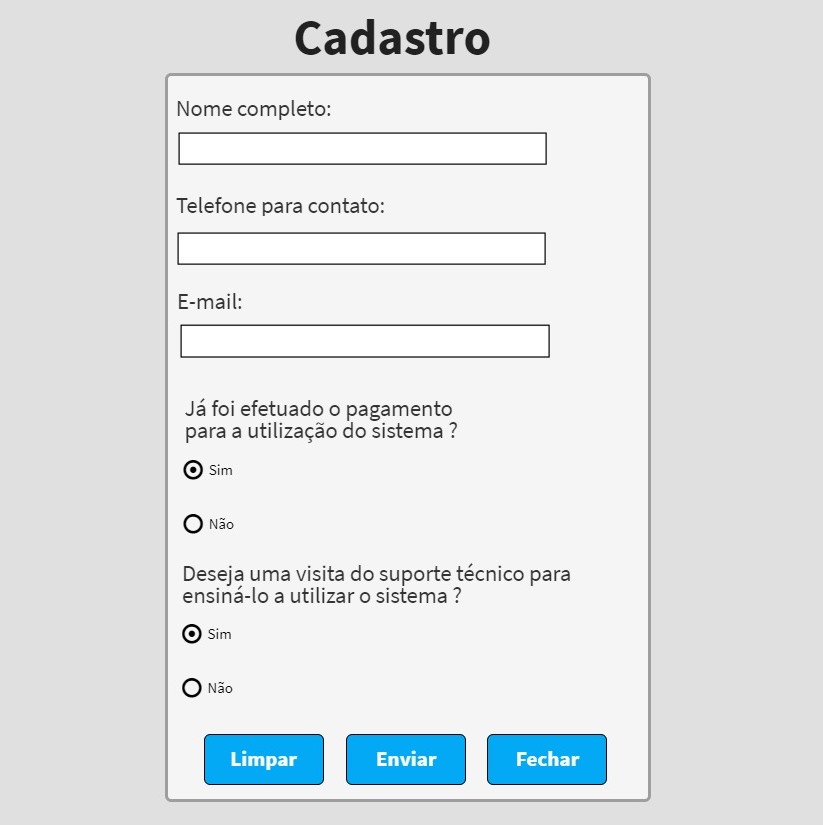 Cadastro
Nome completo:
Telefone para contato:
E-mail:
Já foi efetuado o pagamento
para a utilização do sistema ?
Sim
Não
Deseja uma visita do suporte técnico para
ensiná-lo a utilizar o sistema ?
Sim
Não
Limpar Enviar Fechar